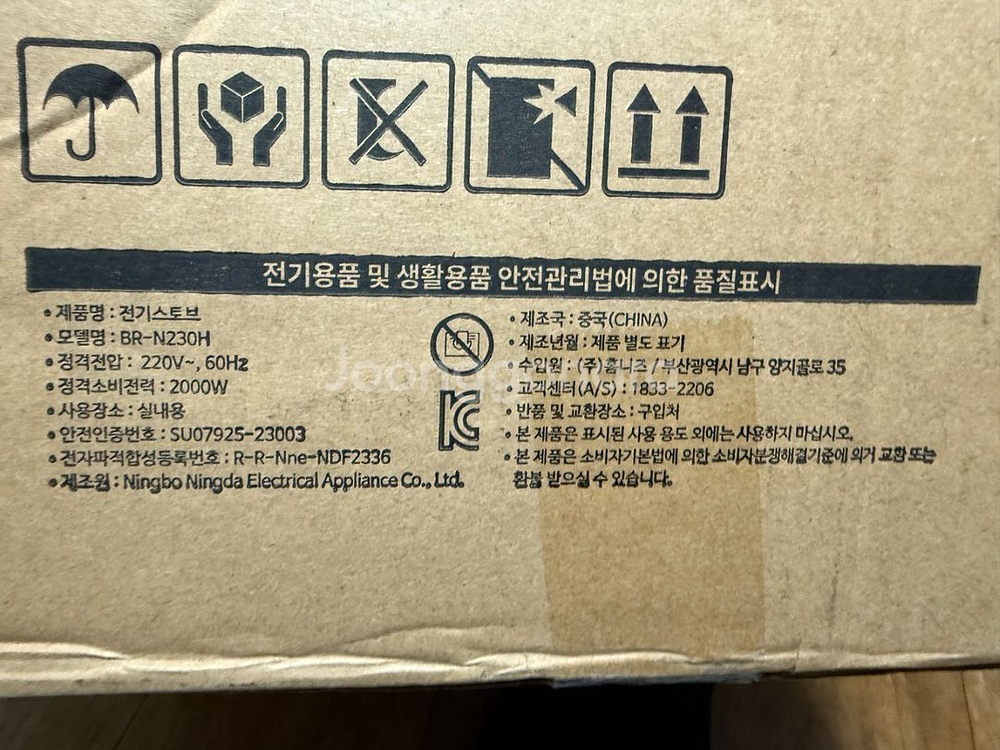 전기용품 및 생활용품 안전관리법에 의한 품질표시
• 제품명 : 전기스토브
• 모델명 : BR-N230H
• 정격전압 : 220V~, 60Hz
• 정격소비전력 : 2000W
• 사용장소 : 실내용
• 안전인증번호 : SU07925-23003
• 전자파적합성등록번호 : R-R-Nne-NDF2336
• 제조원 : Ningbo Ningda Electrical Appliance Co., Ltd.
• 제조국 : 중국(CHINA)
• 제조년월 : 제품 별도 표기
• 수입원 : (주)홈니즈 / 부산광역시 남구 양지골로 35
• 고객센터(A/S) : 1833-2206
• 반품 및 교환장소 : 구입처
• 본 제품은 표시된 사용 용도 외에는 사용하지 마십시오.
• 본 제품은 소비자기본법에 의한 소비자분쟁해결기준에 의거 교환 또는
환불 받으실 수 있습니다.